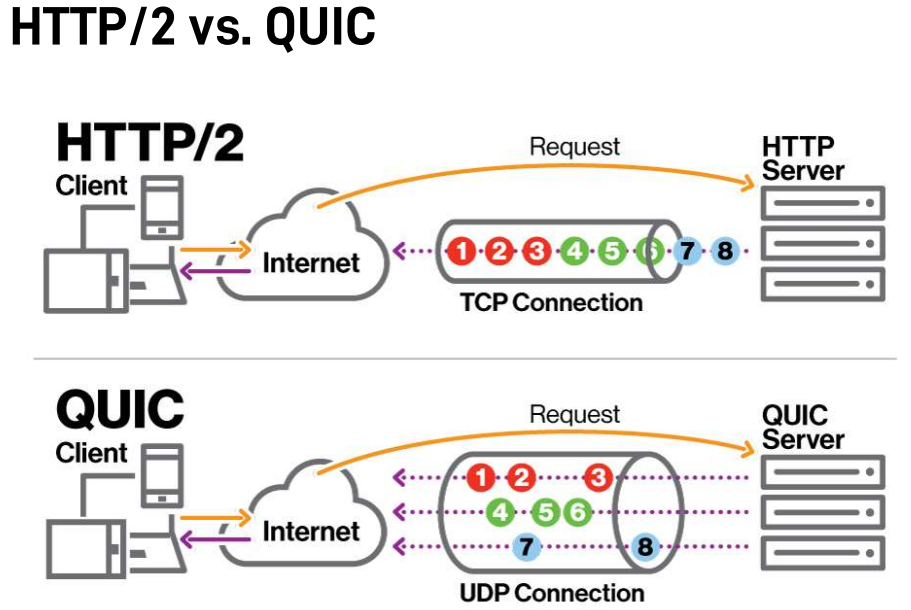 HTTP/2 vs. QUIC
HTTP/2
Client
Request
HTTP
Server
Internet
1 2 3 4 5 6 7 8
TCP Connection
QUIC
Client
Request
QUIC
Server
Internet
1 2 3
4 5 6
7 8
UDP Connection